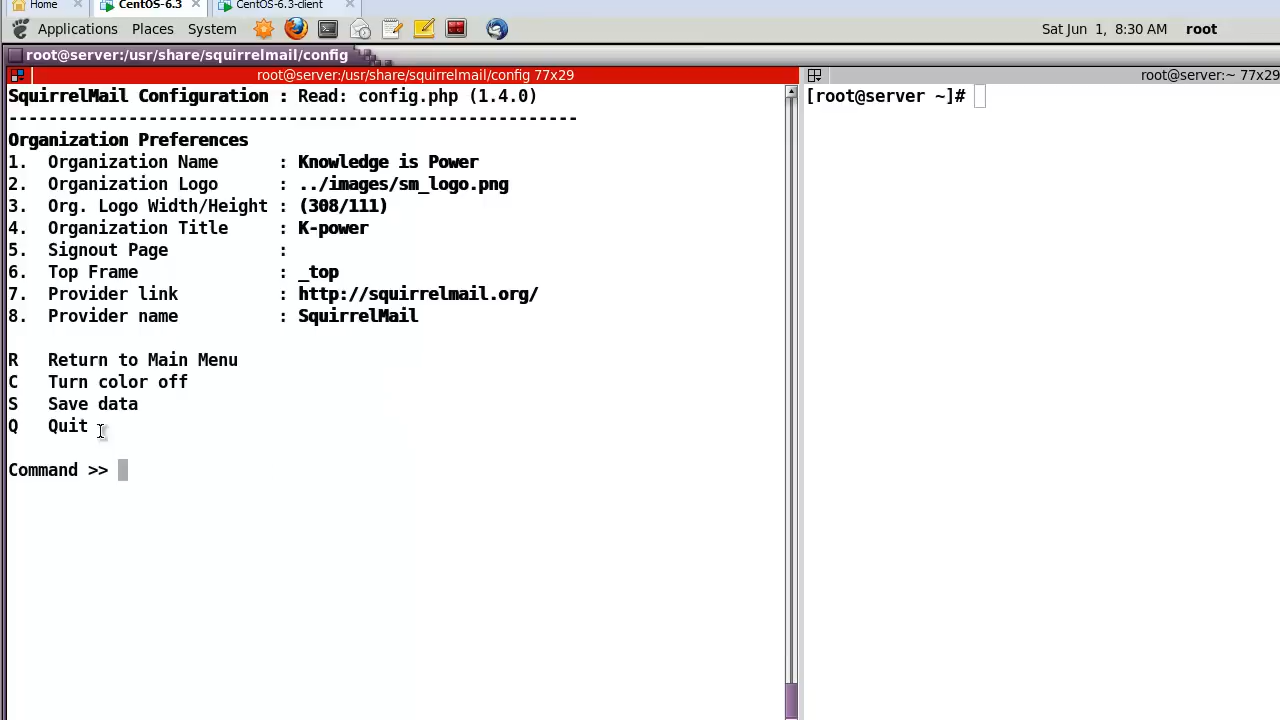 Home CentOS-6.3 CentOS-6.3-client
Applications Places System Sat Jun 1, 8:30 AM root
root@server:/usr/share/squirrelmail/config
root@server:/usr/share/squirrelmail/config 77x29
SquirrelMail Configuration : Read: config.php (1.4.0)
---------------------------------------------------------
Organization Preferences
1.  Organization Name      : Knowledge is Power
2.  Organization Logo      : ../images/sm_logo.png
3.  Org. Logo Width/Height : (308/111)
4.  Organization Title     : K-power
5.  Signout Page           :
6.  Top Frame              : _top
7.  Provider link          : http://squirrelmail.org/
8.  Provider name          : SquirrelMail
R   Return to Main Menu
C   Turn color off
S   Save data
Q   Quit
Command >>
root@server:~ 77x29
[root@server ~]#